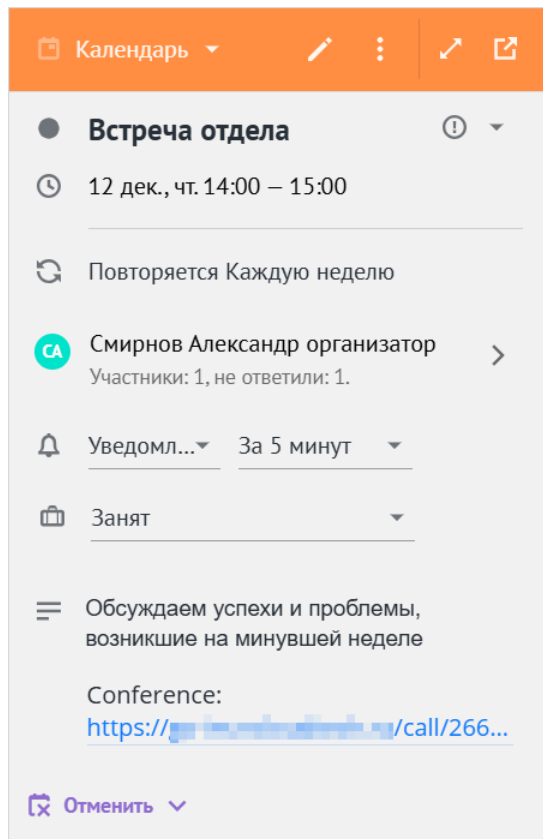 Календарь
Встреча отдела
12 дек., чт. 14:00 — 15:00
Повторяется Каждую неделю
СА
Смирнов Александр организатор
Участники: 1, не ответили: 1.
Уведомл... За 5 минут
Занят
Обсуждаем успехи и проблемы,
возникшие на минувшей неделе
Conference:
https:// /call/266...
Отменить